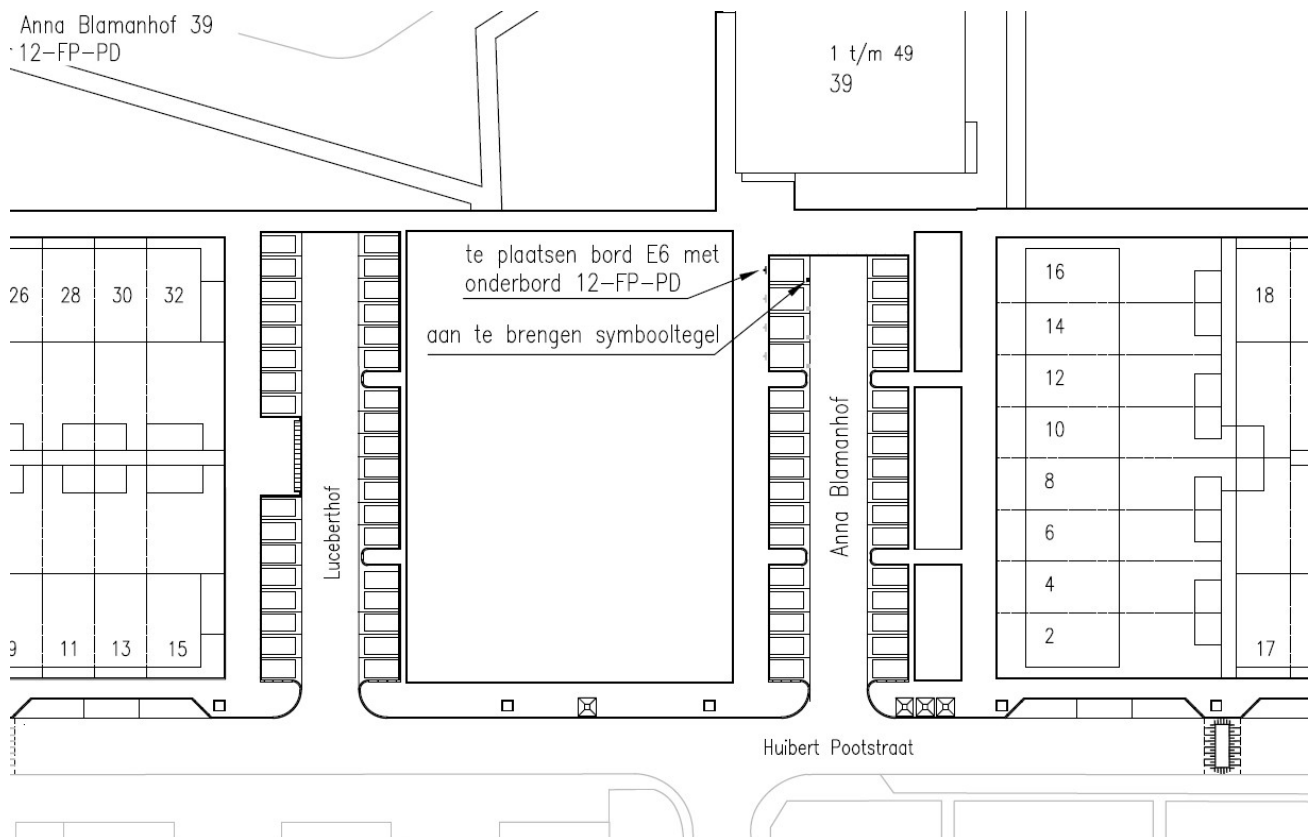 Anna Blamanhof 39
12-FP-PD
1 t/m 49
39
te plaatsen bord E6 met
onderbord 12-FP-PD
aan te brengen symbooltegel
26
28
30
32
16
14
12
10
8
6
4
2
18
Luceberthof
Anna Blamanhof
9
11
13
15
17
Huibert Pootstraat